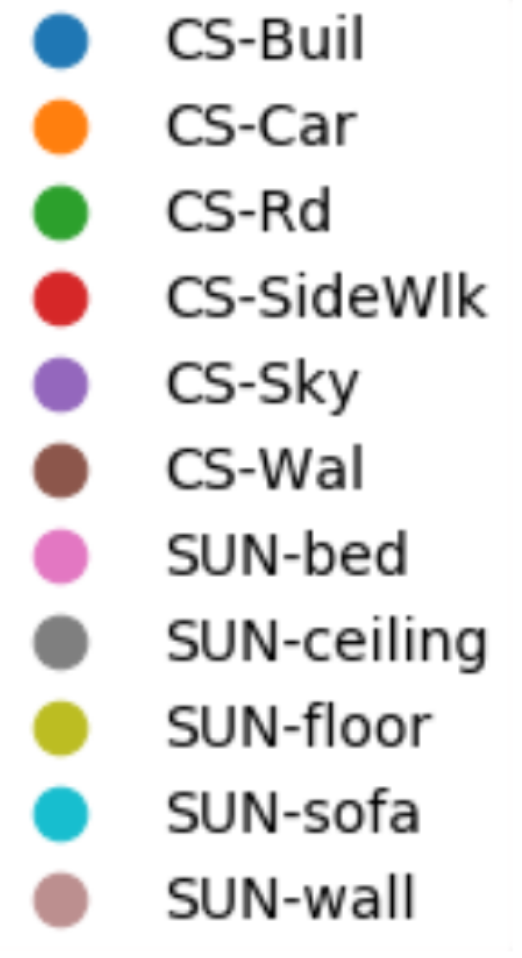 CS-Buil
CS-Car
CS-Rd
CS-SideWlk
CS-Sky
CS-Wal
SUN-bed
SUN-ceiling
SUN-floor
SUN-sofa
SUN-wall